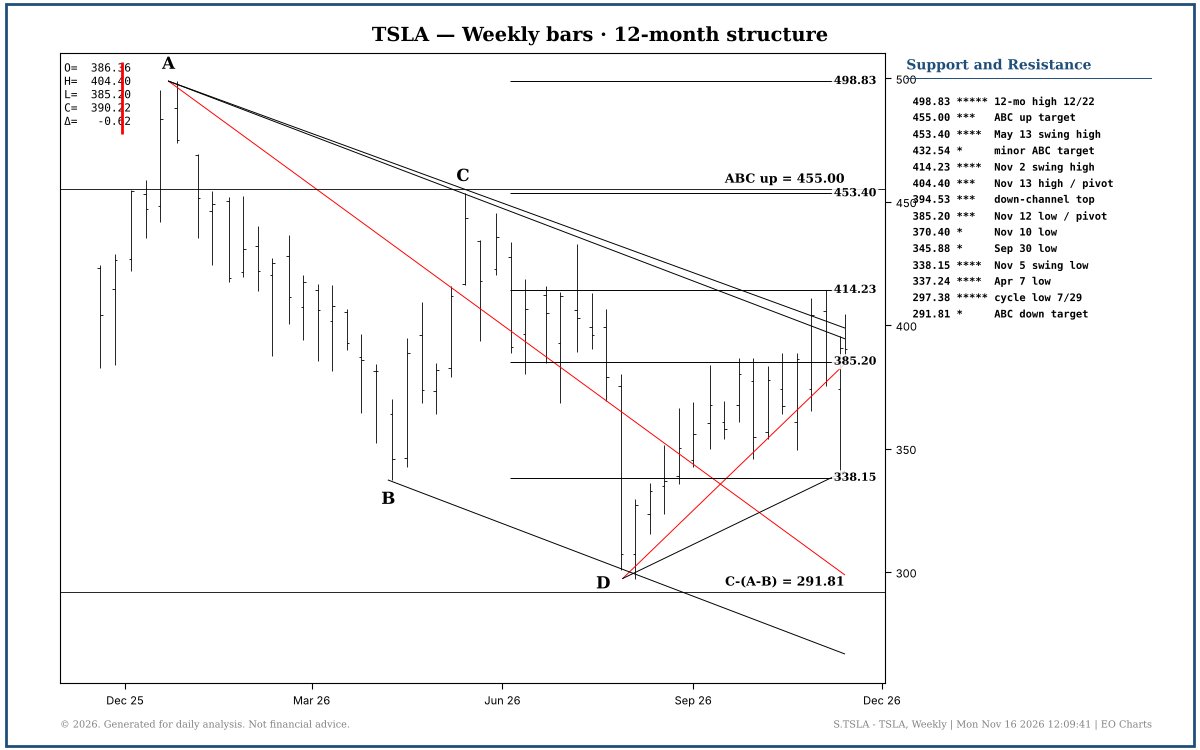 TSLA — Weekly bars · 12-month structure
O= 386.36
H= 404.40
L= 385.20
C= 390.22
Δ= -0.62
A
C
B
D
498.83
ABC up = 455.00
453.40
414.23
385.20
338.15
C-(A-B) = 291.81
500
450
400
350
300
Dec 25
Mar 26
Jun 26
Sep 26
Dec 26
Support and Resistance
498.83 ***** 12-mo high 12/22
455.00 *** ABC up target
453.40 **** May 13 swing high
432.54 * minor ABC target
414.23 **** Nov 2 swing high
404.40 *** Nov 13 high / pivot
394.53 *** down-channel top
385.20 *** Nov 12 low / pivot
370.40 * Nov 10 low
345.88 * Sep 30 low
338.15 **** Nov 5 swing low
337.24 **** Apr 7 low
297.38 ***** cycle low 7/29
291.81 * ABC down target
© 2026. Generated for daily analysis. Not financial advice.
S.TSLA - TSLA, Weekly | Mon Nov 16 2026 12:09:41 | EO Charts